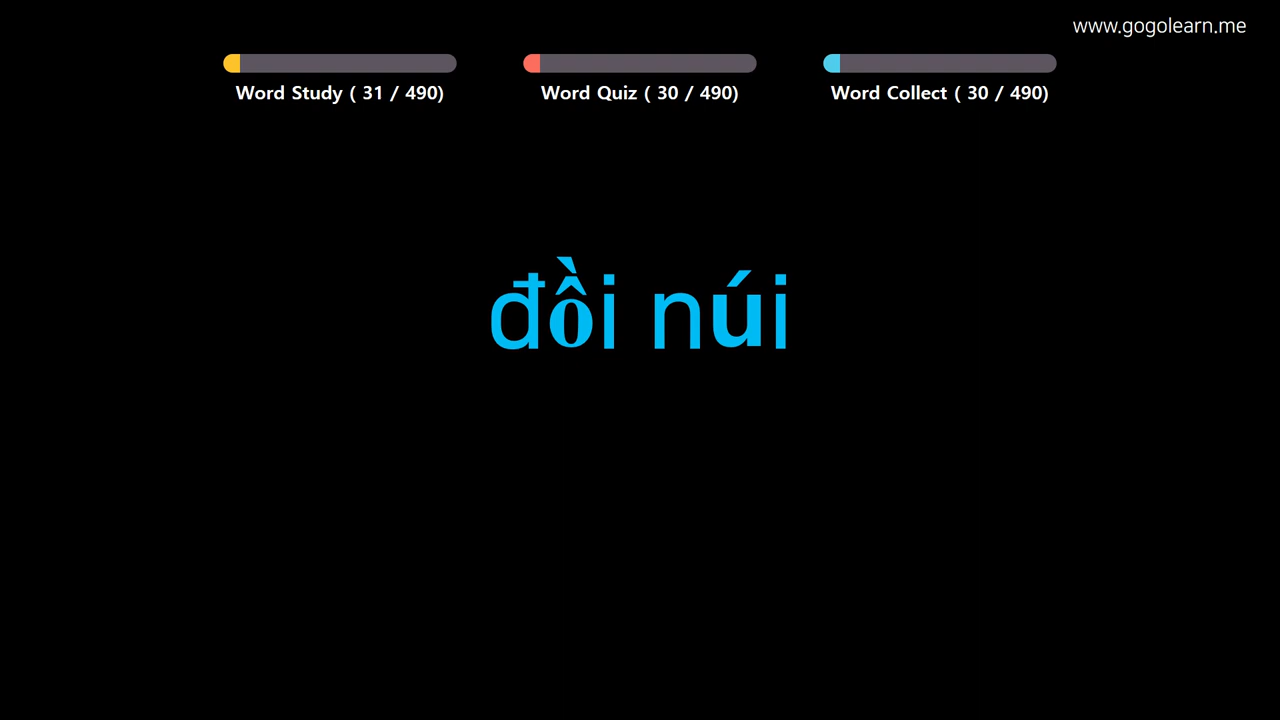 www.gogolearn.me
Word Study ( 31 / 490)
Word Quiz ( 30 / 490)
Word Collect ( 30 / 490)
đồi núi